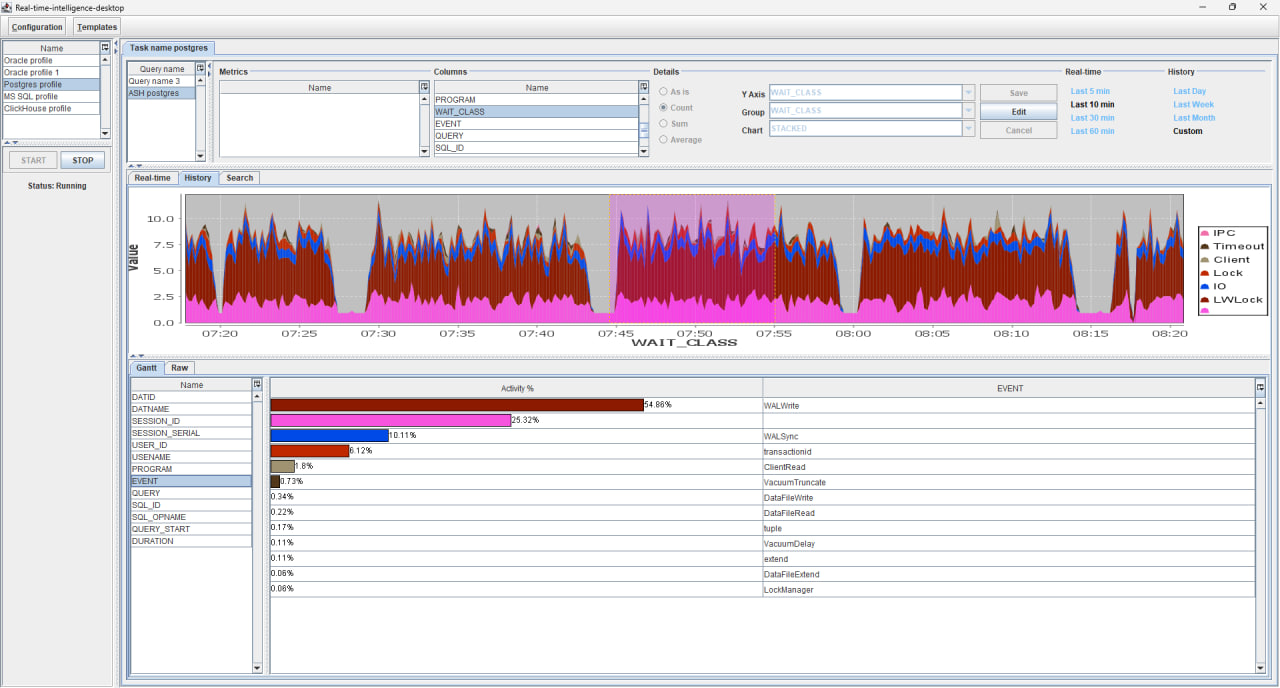 Real-time-intelligence-desktop
Configuration Templates
Name
Oracle profile
Oracle profile 1
Postgres profile
MS SQL profile
ClickHouse profile
START STOP
Status: Running
Task name postgres
Query name
Query name 3
ASH postgres
Metrics
Name
Columns
Name
PROGRAM
WAIT_CLASS
EVENT
QUERY
SQL_ID
Details
As is
Count
Sum
Average
Y Axis WAIT_CLASS
Group WAIT_CLASS
Chart STACKED
Save
Edit
Cancel
Real-time
Last 5 min
Last 10 min
Last 30 min
Last 60 min
History
Last Day
Last Week
Last Month
Custom
Real-time History Search
Value
10.0
7.5
5.0
2.5
0.0
07:20 07:25 07:30 07:35 07:40 07:45 07:50 07:55 08:00 08:05 08:10 08:15 08:20
WAIT_CLASS
IPC
Timeout
Client
Lock
IO
LWLock
Gantt Raw
Name
DATID
DATNAME
SESSION_ID
SESSION_SERIAL
USER_ID
USENAME
PROGRAM
EVENT
QUERY
SQL_ID
SQL_OPNAME
QUERY_START
DURATION
Activity % EVENT
54.86% WALWrite
25.32%
10.11% WALSync
6.12% transactionid
1.8% ClientRead
0.73% VacuumTruncate
0.34% DataFileWrite
0.22% DataFileRead
0.17% tuple
0.11% VacuumDelay
0.11% extend
0.06% DataFileExtend
0.06% LockManager